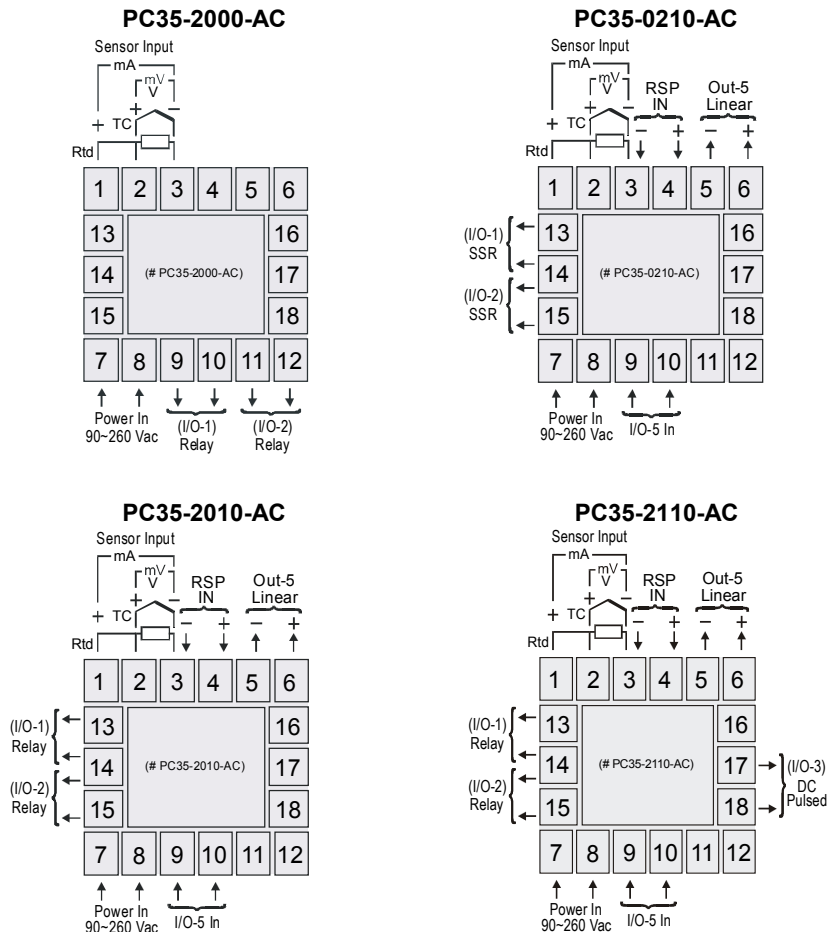 PC35-2000-AC
Sensor Input
mA
mV
V
+ −
+ TC
Rtd
1 2 3 4 5 6
13 16
14 (# PC35-2000-AC) 17
15 18
7 8 9 10 11 12
Power In
90~260 Vac
(I/O-1)
Relay
(I/O-2)
Relay
PC35-0210-AC
Sensor Input
mA
mV
V
RSP
IN
Out-5
Linear
+ −
+ TC − + − +
Rtd
1 2 3 4 5 6
(I/O-1)
SSR
(I/O-2)
SSR
13 16
14 (# PC35-0210-AC) 17
15 18
7 8 9 10 11 12
Power In
90~260 Vac
I/O-5 In
PC35-2010-AC
Sensor Input
mA
mV
V
RSP
IN
Out-5
Linear
+ −
+ TC − + − +
Rtd
1 2 3 4 5 6
(I/O-1)
Relay
(I/O-2)
Relay
13 16
14 (# PC35-2010-AC) 17
15 18
7 8 9 10 11 12
Power In
90~260 Vac
I/O-5 In
PC35-2110-AC
Sensor Input
mA
mV
V
RSP
IN
Out-5
Linear
+ −
+ TC − + − +
Rtd
1 2 3 4 5 6
(I/O-1)
Relay
(I/O-2)
Relay
13 16
14 (# PC35-2110-AC) 17
15 18
(I/O-3)
DC
Pulsed
7 8 9 10 11 12
Power In
90~260 Vac
I/O-5 In